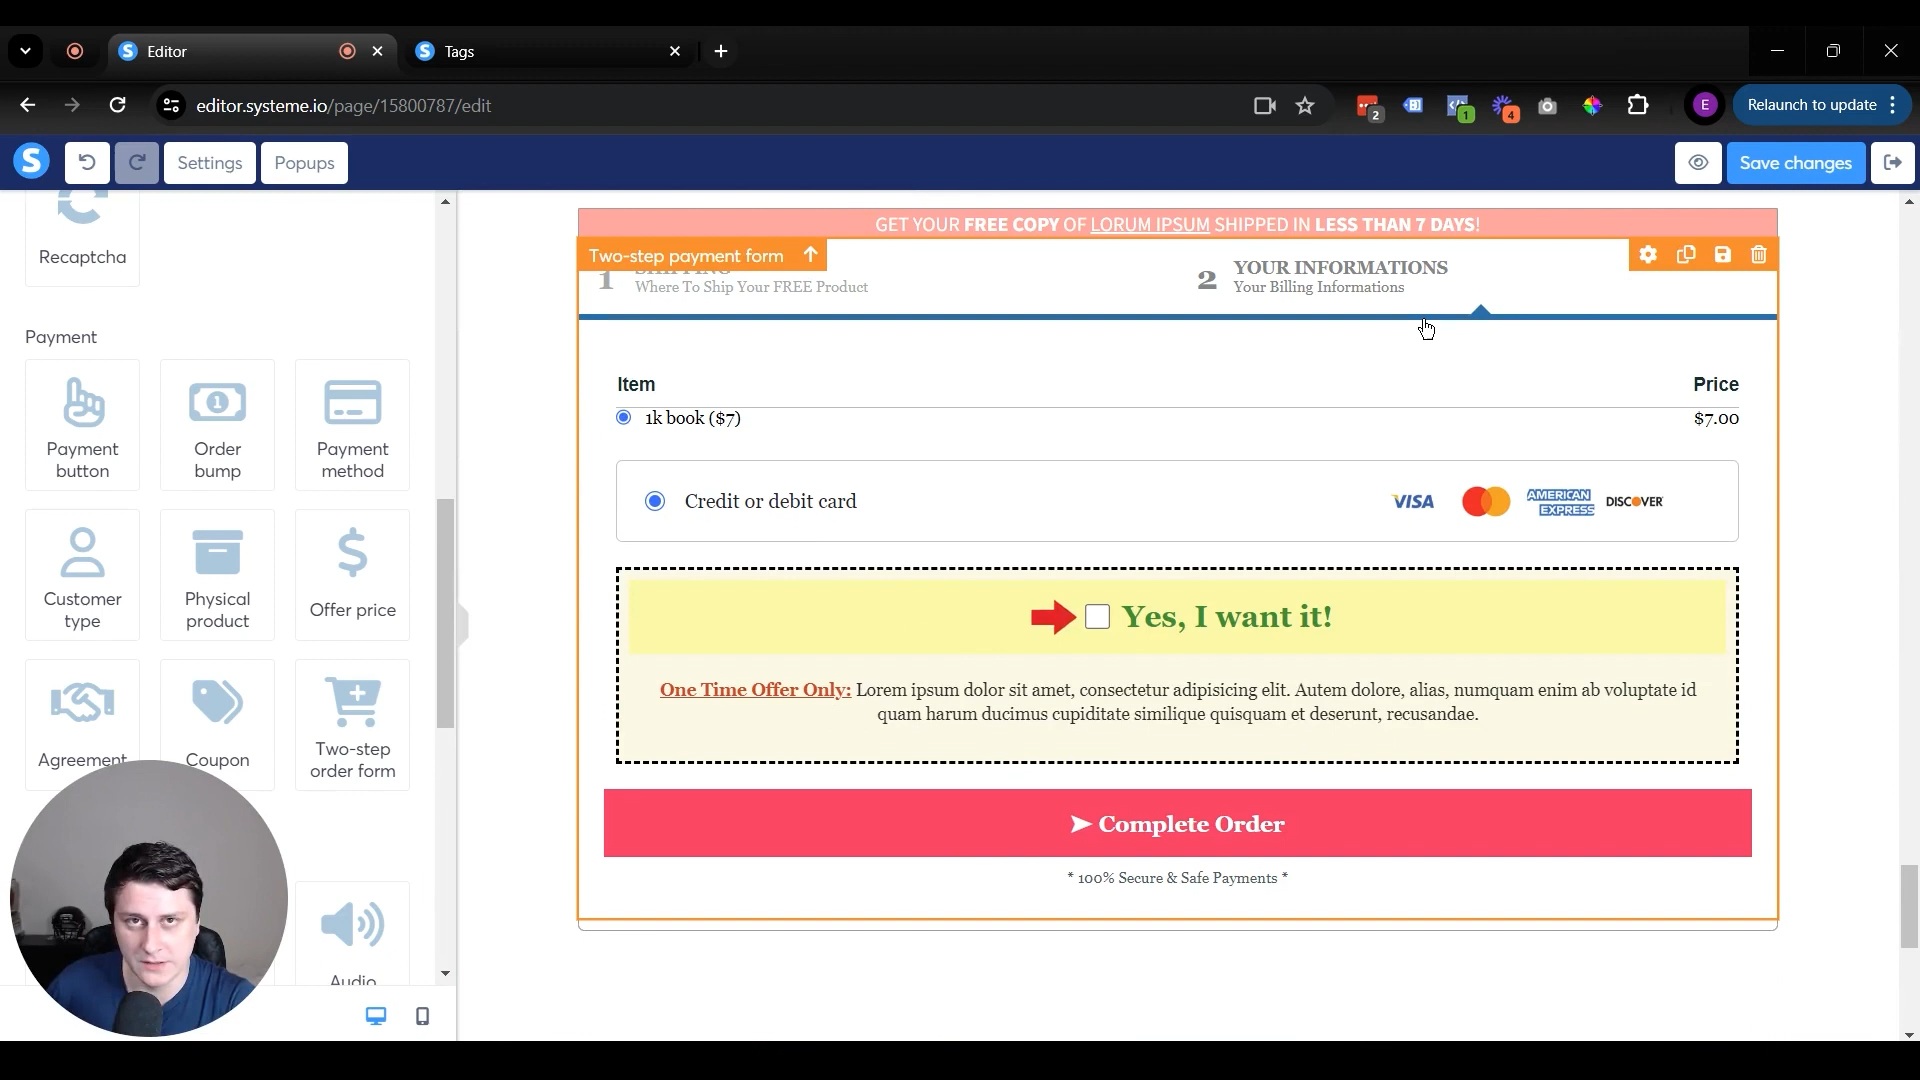 Editor
Tags
editor.systeme.io/page/15800787/edit
2
1
4
E
Relaunch to update
S
Settings
Popups
Save changes
Recaptcha
Payment
Payment
button
Order
bump
Payment
method
Customer
type
Physical
product
Offer price
Agreement
Coupon
Two-step
order form
Audio
GET YOUR FREE COPY OF LORUM IPSUM SHIPPED IN LESS THAN 7 DAYS!
Two-step payment form
1
SHIPPING
Where To Ship Your FREE Product
2
YOUR INFORMATIONS
Your Billing Informations
Item
Price
1k book ($7)
$7.00
Credit or debit card
VISA
AMERICAN
EXPRESS
DISCOVER
Yes, I want it!
One Time Offer Only: Lorem ipsum dolor sit amet, consectetur adipisicing elit. Autem dolore, alias, numquam enim ab voluptate id
quam harum ducimus cupiditate similique quisquam et deserunt, recusandae.
➤ Complete Order
* 100% Secure & Safe Payments *